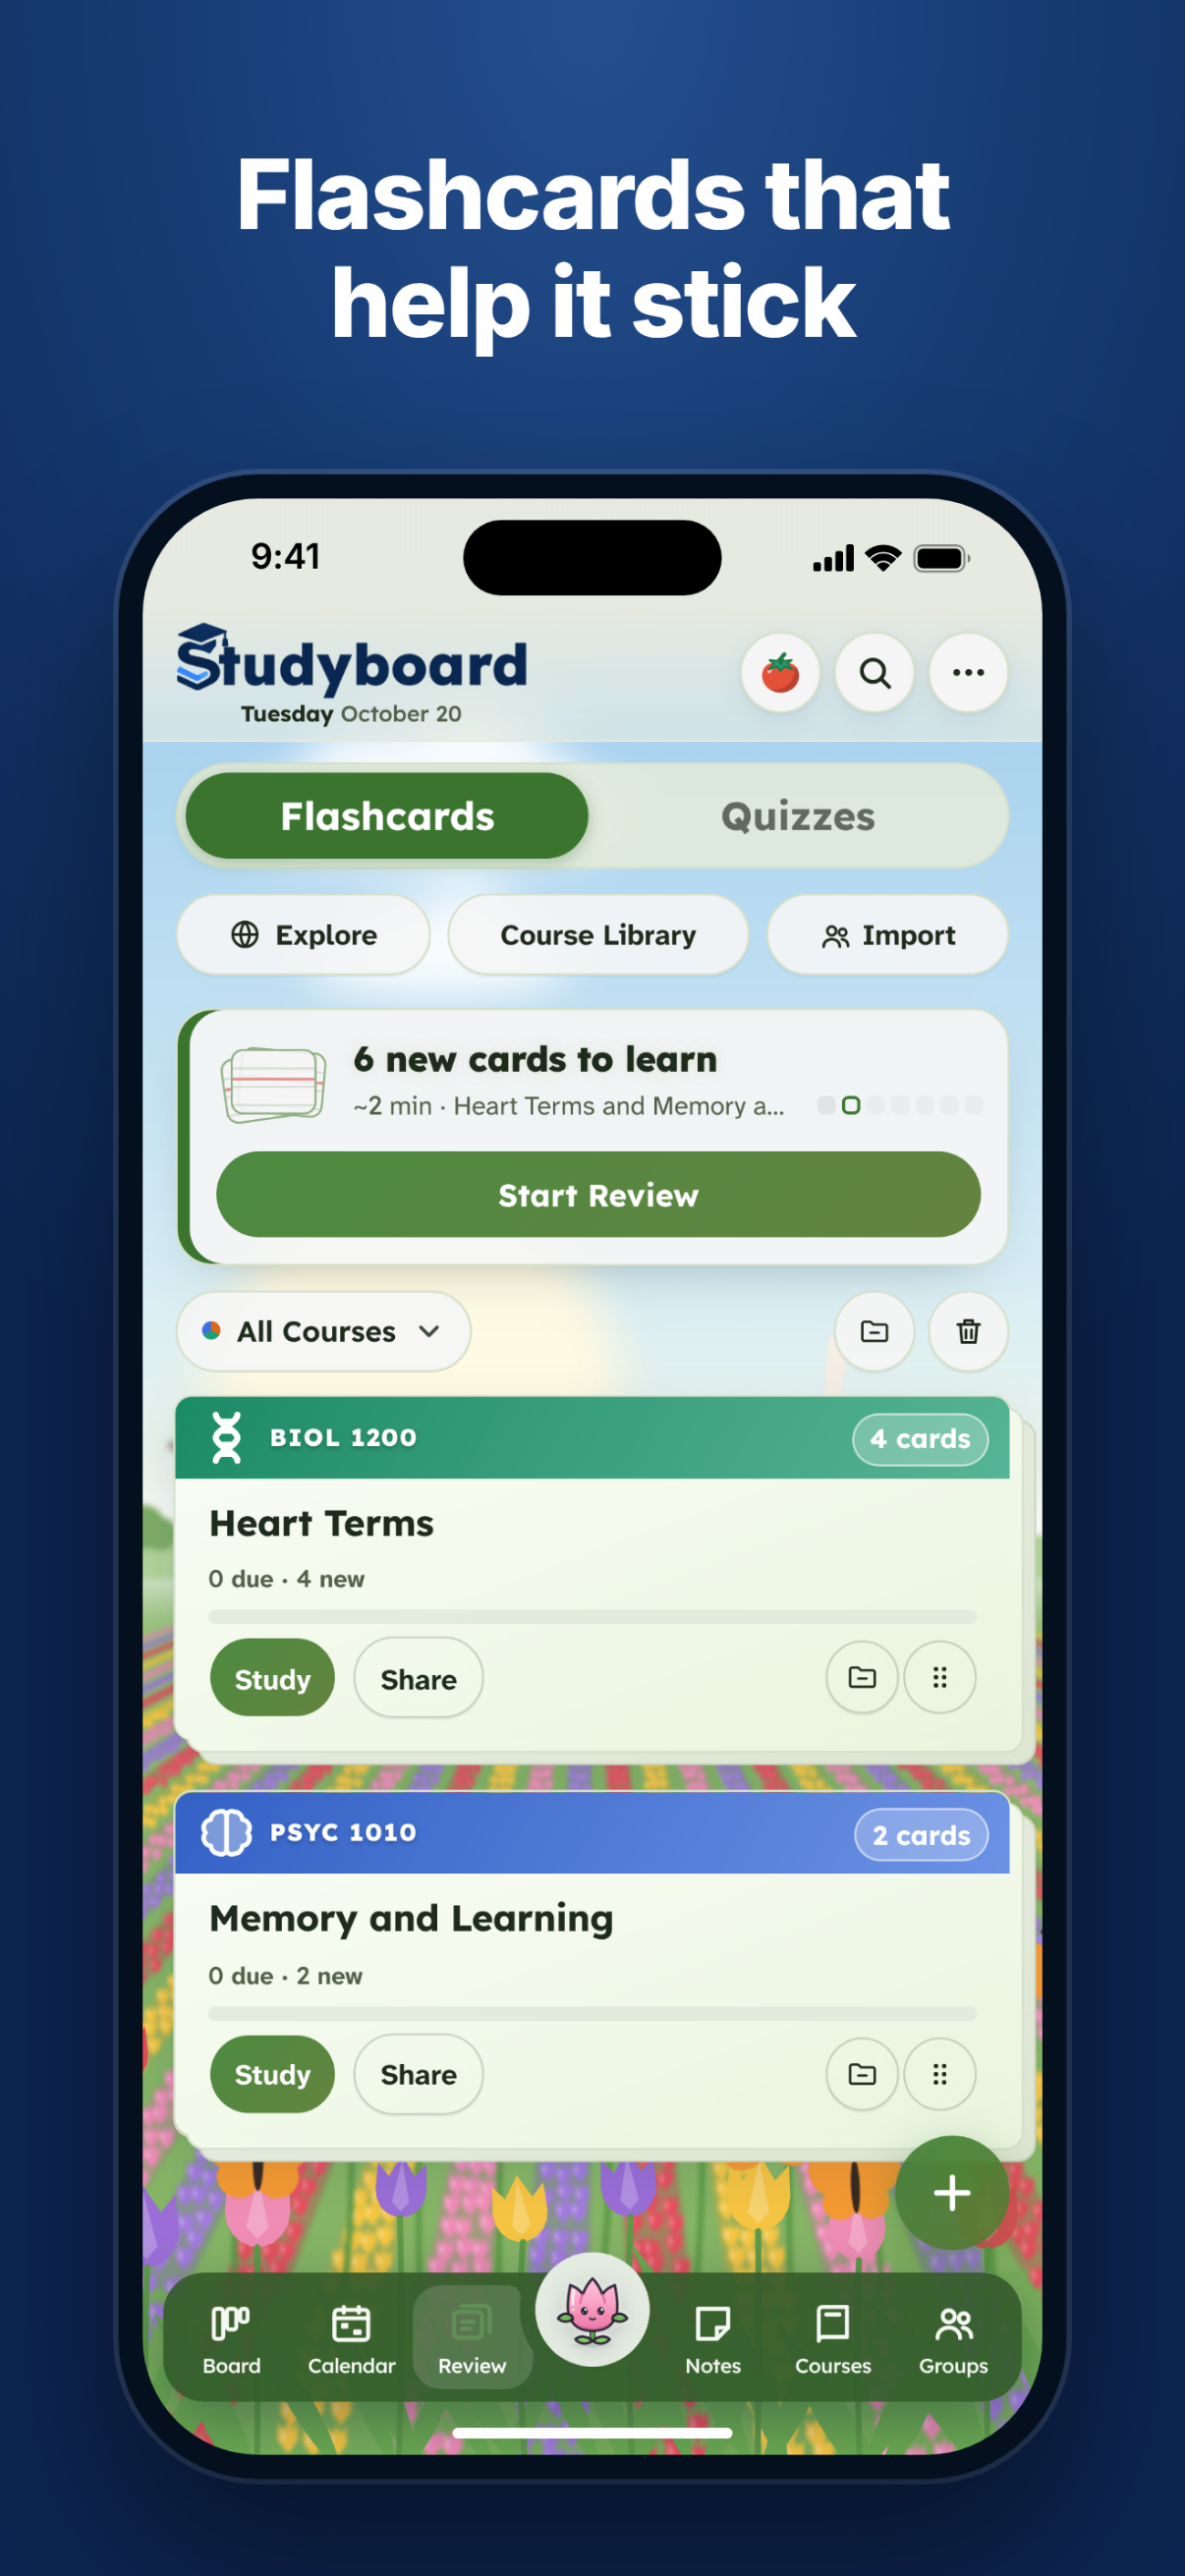 Flashcards that
help it stick
9:41
Studyboard
Tuesday October 20
Flashcards
Quizzes
Explore
Course Library
Import
6 new cards to learn
~2 min · Heart Terms and Memory a...
Start Review
All Courses
BIOL 1200
4 cards
Heart Terms
0 due · 4 new
Study
Share
PSYC 1010
2 cards
Memory and Learning
0 due · 2 new
Study
Share
Board
Calendar
Review
Notes
Courses
Groups